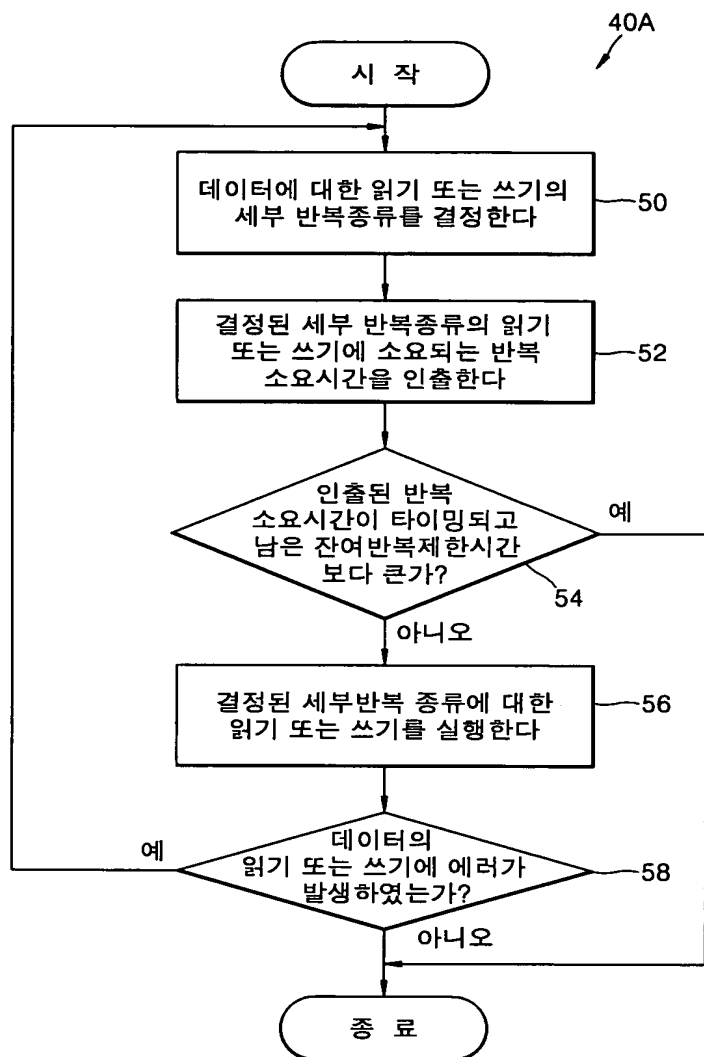 40A
시 작
데이터에 대한 읽기 또는 쓰기의
세부 반복종류를 결정한다
50
결정된 세부 반복종류의 읽기
또는 쓰기에 소요되는 반복
소요시간을 인출한다
52
인출된 반복
소요시간이 타이밍되고
남은 잔여반복제한시간
보다 큰가?
예
54
아니오
결정된 세부반복 종류에 대한
읽기 또는 쓰기를 실행한다
56
데이터의
읽기 또는 쓰기에 에러가
발생하였는가?
예
58
아니오
종 료